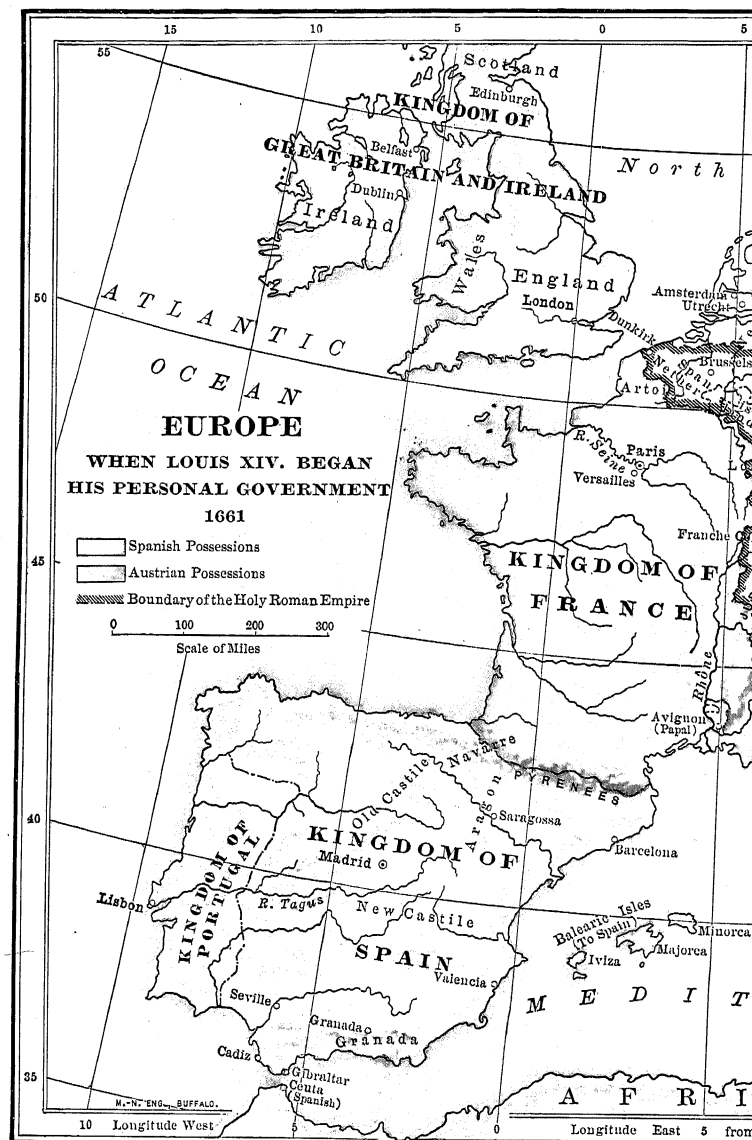 15 10 5 0 5
55
Scotland
Edinburgh
KINGDOM OF
GREAT BRITAIN AND IRELAND
Belfast
North
Dublin
Ireland
Wales
England
London
Amsterdam
Utrecht
50
ATLANTIC
OCEAN
Dunkirk
Brussels
Artois
EUROPE
WHEN LOUIS XIV. BEGAN
HIS PERSONAL GOVERNMENT
1661
R. Seine
Paris
Versailles
Spanish Possessions
Austrian Possessions
Boundary of the Holy Roman Empire
0 100 200 300
Scale of Miles
45
Franche
KINGDOM OF
FRANCE
Rhône
Avignon
(Papal)
Navarre
PYRENEES
Old Castile
Aragon
Saragossa
40
KINGDOM OF
Madrid
Barcelona
KINGDOM OF
PORTUGAL
Lisbon
R. Tagus
New Castile
Balearic Isles
(To Spain)
Minorca
Majorca
Iviza
SPAIN
Valencia
MEDIT
Seville
Granada
Granada
Cadiz
Gibraltar
Ceuta
(Spanish)
35
AFRI
M.-N. ENG., BUFFALO.
10 5 0
Longitude West
Longitude East 5 from